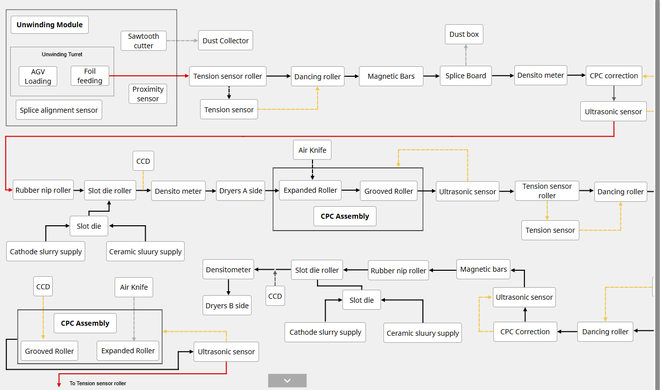 Unwinding Module
Unwinding Turret
AGV
Loading
Foil
feeding
Splice alignment sensor
Sawtooth
cutter
Proximity
sensor
Dust Collector
Tension sensor roller
Dancing roller
Magnetic Bars
Splice Board
Densito meter
CPC correction
Dust box
Tension sensor
Ultrasonic sensor
CCD
Air Knife
Rubber nip roller
Slot die roller
Densito meter
Dryers A side
Expanded Roller
Grooved Roller
CPC Assembly
Ultrasonic sensor
Tension sensor
roller
Dancing roller
Tension sensor
Slot die
Cathode slurry supply
Ceramic sluury supply
Densitometer
Slot die roller
Rubber nip roller
Magnetic bars
Dryers B side
CCD
Slot die
Ultrasonic sensor
Cathode slurry supply
Ceramic sluury supply
CPC Correction
Dancing roller
CCD
Air Knife
CPC Assembly
Grooved Roller
Expanded Roller
Ultrasonic sensor
To Tension sensor roller